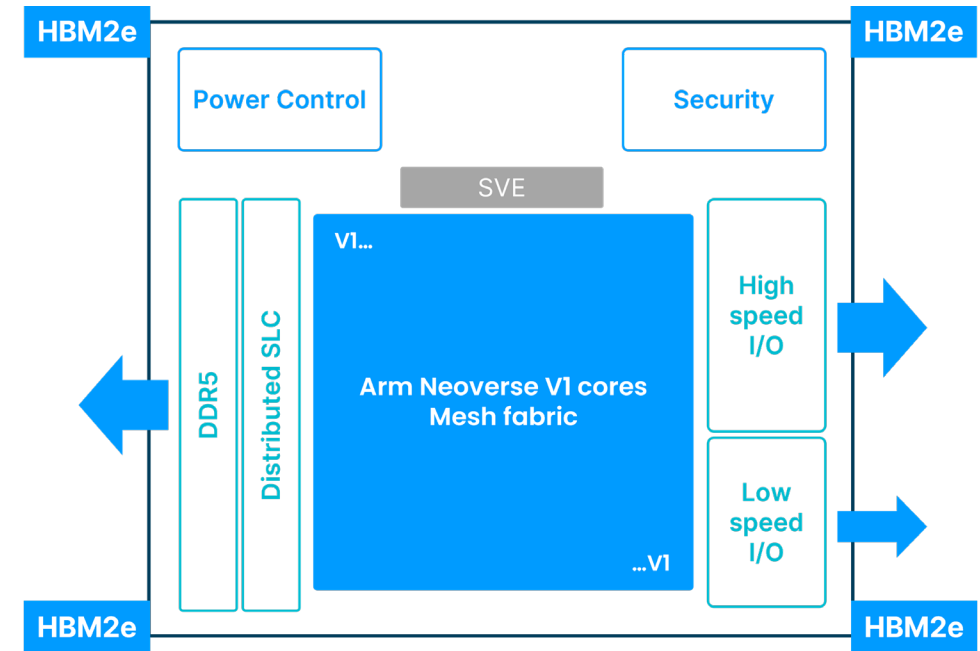 HBM2e
HBM2e
Power Control
Security
SVE
V1...
Arm Neoverse V1 cores
Mesh fabric
...V1
DDR5
Distributed SLC
High
speed
I/O
Low
speed
I/O
HBM2e
HBM2e